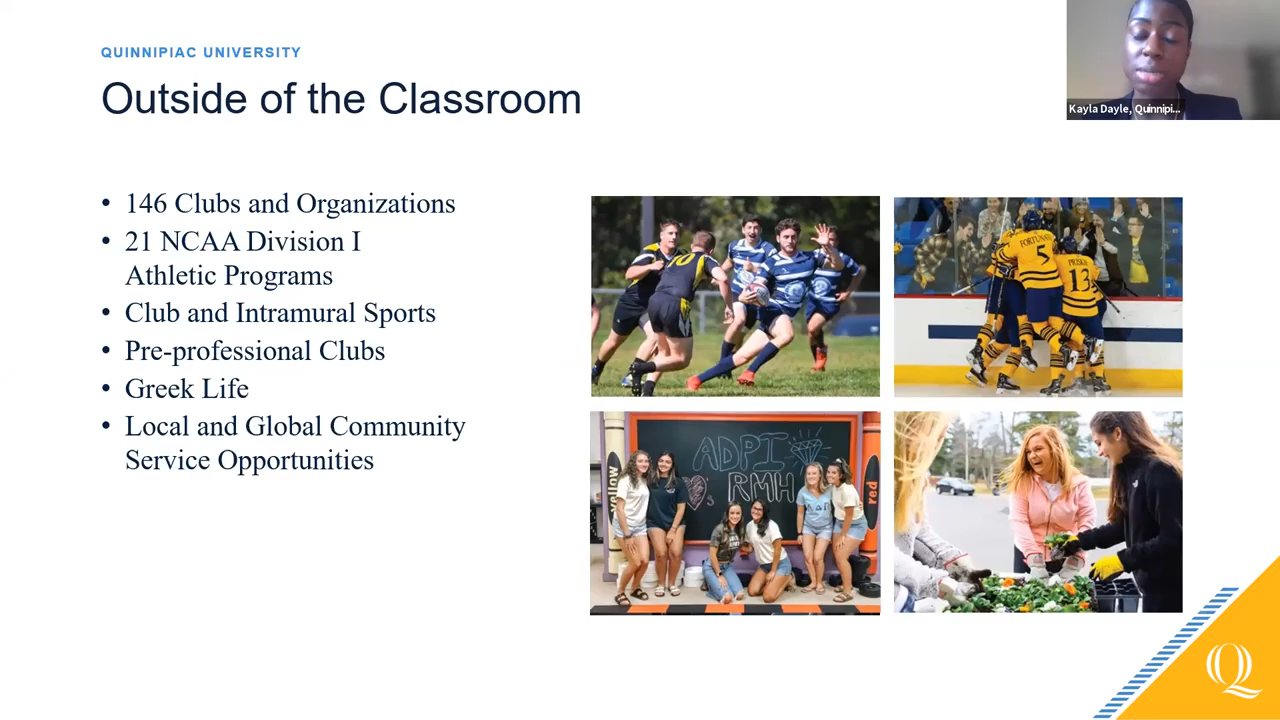 QUINNIPIAC UNIVERSITY
Outside of the Classroom
Kayla Dayle, Quinnipi...
• 146 Clubs and Organizations
• 21 NCAA Division I
Athletic Programs
• Club and Intramural Sports
• Pre-professional Clubs
• Greek Life
• Local and Global Community
Service Opportunities
10
FORTUNATO
5
PRISKIE
13
ADPI
♡'s RMH
yellow
red
Q